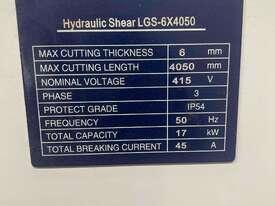 Hydraulic Shear LGS-6X4050
MAX CUTTING THICKNESS 6 mm
MAX CUTTING LENGTH 4050 mm
NOMINAL VOLTAGE 415 V
PHASE 3
PROTECT GRADE IP54
FREQUENCY 50 Hz
TOTAL CAPACITY 17 kW
TOTAL BREAKING CURRENT 45 A